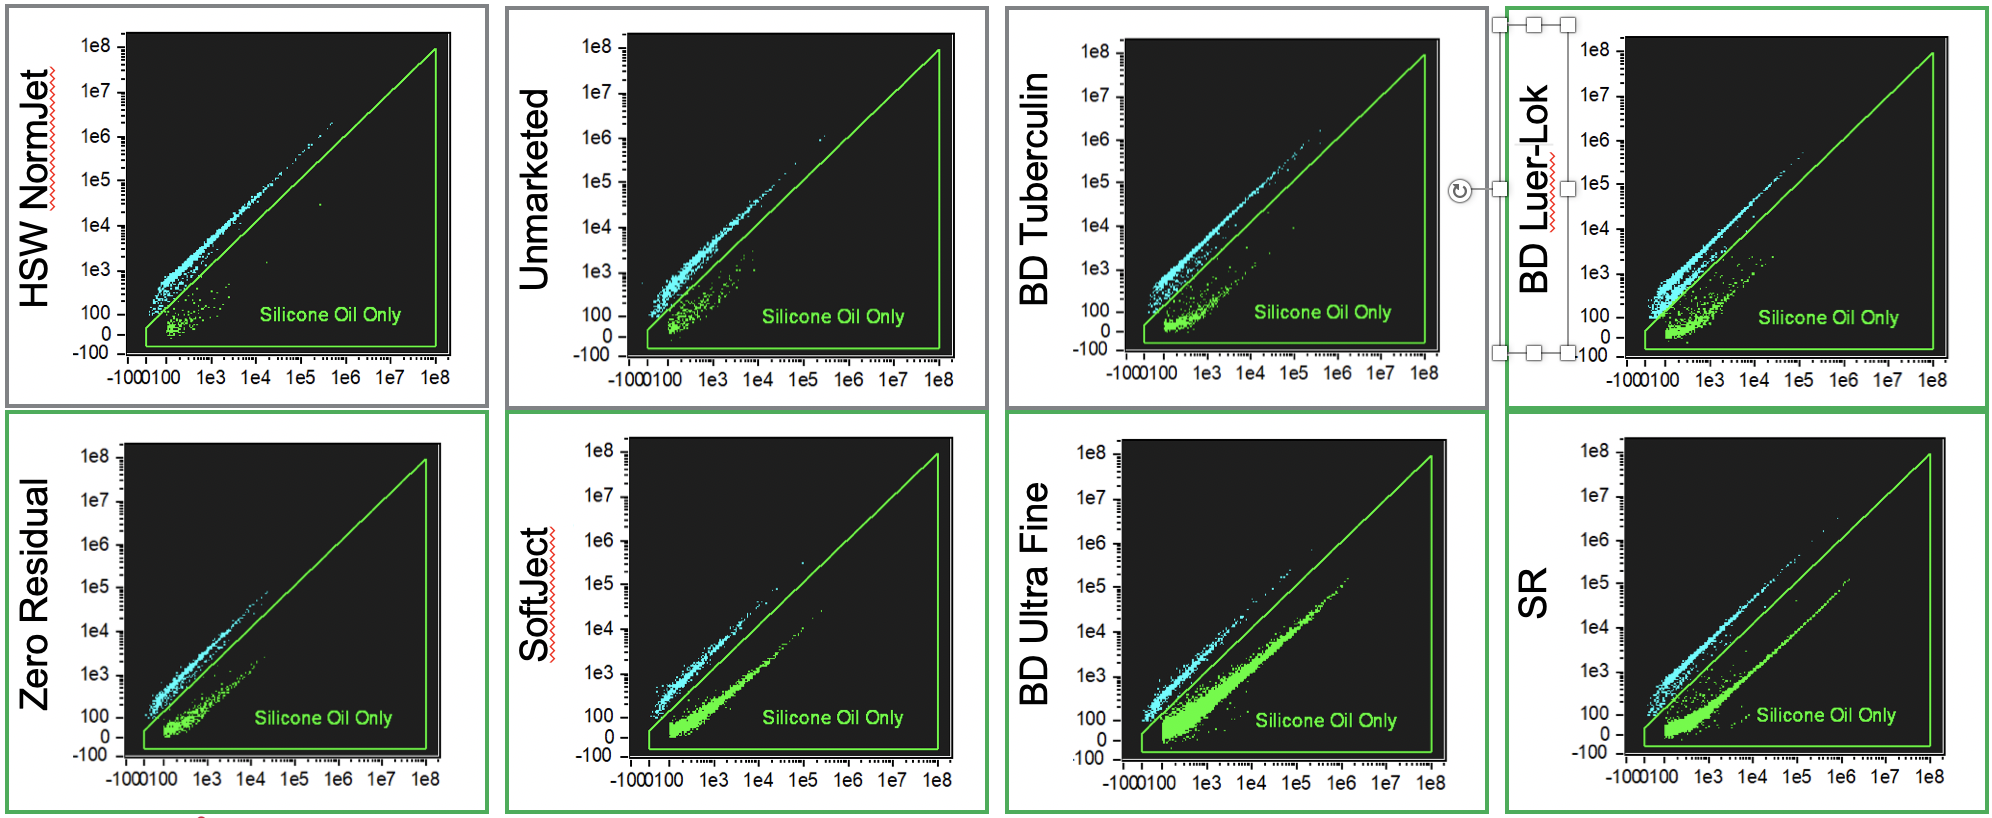 HSW NormJet
1e8
1e7
1e6
1e5
1e4
1e3
100
0
-100
Silicone Oil Only
-1000100 1e3 1e4 1e5 1e6 1e7 1e8
Unmarketed
1e8
1e7
1e6
1e5
1e4
1e3
100
0
-100
Silicone Oil Only
-1000100 1e3 1e4 1e5 1e6 1e7 1e8
BD Tuberculin
1e8
1e7
1e6
1e5
1e4
1e3
100
0
-100
Silicone Oil Only
-1000100 1e3 1e4 1e5 1e6 1e7 1e8
BD Luer-Lok
1e8
1e7
1e6
1e5
1e4
1e3
100
0
-100
Silicone Oil Only
-1000100 1e3 1e4 1e5 1e6 1e7 1e8
Zero Residual
1e8
1e7
1e6
1e5
1e4
1e3
100
0
-100
Silicone Oil Only
-1000100 1e3 1e4 1e5 1e6 1e7 1e8
SoftJect
1e8
1e7
1e6
1e5
1e4
1e3
100
0
-100
Silicone Oil Only
-1000100 1e3 1e4 1e5 1e6 1e7 1e8
BD Ultra Fine
1e8
1e7
1e6
1e5
1e4
1e3
100
0
-100
Silicone Oil Only
-1000100 1e3 1e4 1e5 1e6 1e7 1e8
SR
1e8
1e7
1e6
1e5
1e4
1e3
100
0
-100
Silicone Oil Only
-1000100 1e3 1e4 1e5 1e6 1e7 1e8